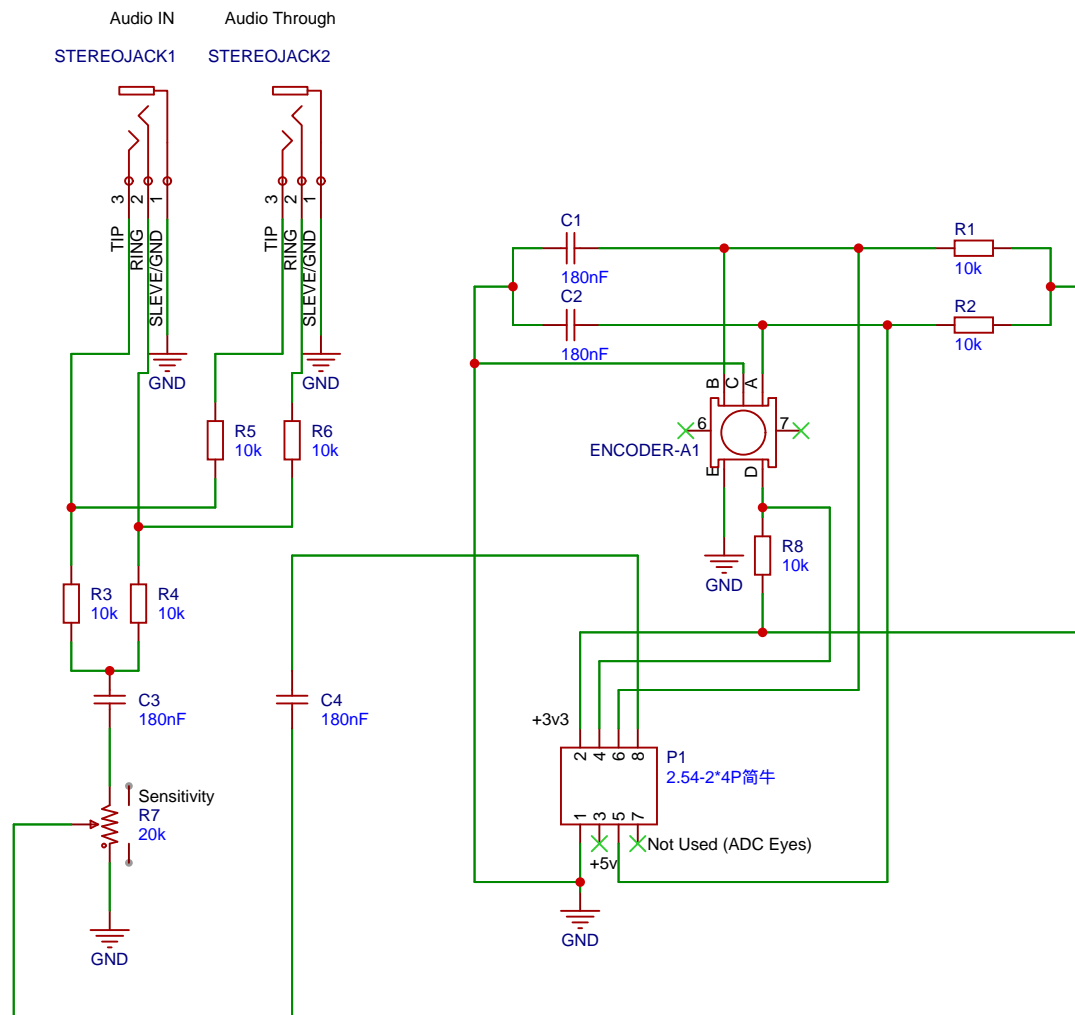 Audio IN
Audio Through
STEREOJACK1
STEREOJACK2
3
2
1
TIP
RING
SLEVE/GND
GND
3
2
1
TIP
RING
SLEVE/GND
GND
C1
180nF
C2
180nF
R1
10k
R2
10k
B
C
A
6
7
ENCODER-A1
E
D
GND
R5
10k
R6
10k
R8
10k
R3
10k
R4
10k
C3
180nF
C4
180nF
+3v3
2
4
6
8
P1
2.54-2*4P简牛
1
3
5
7
Sensitivity
R7
20k
Not Used (ADC Eyes)
+5v
GND
GND